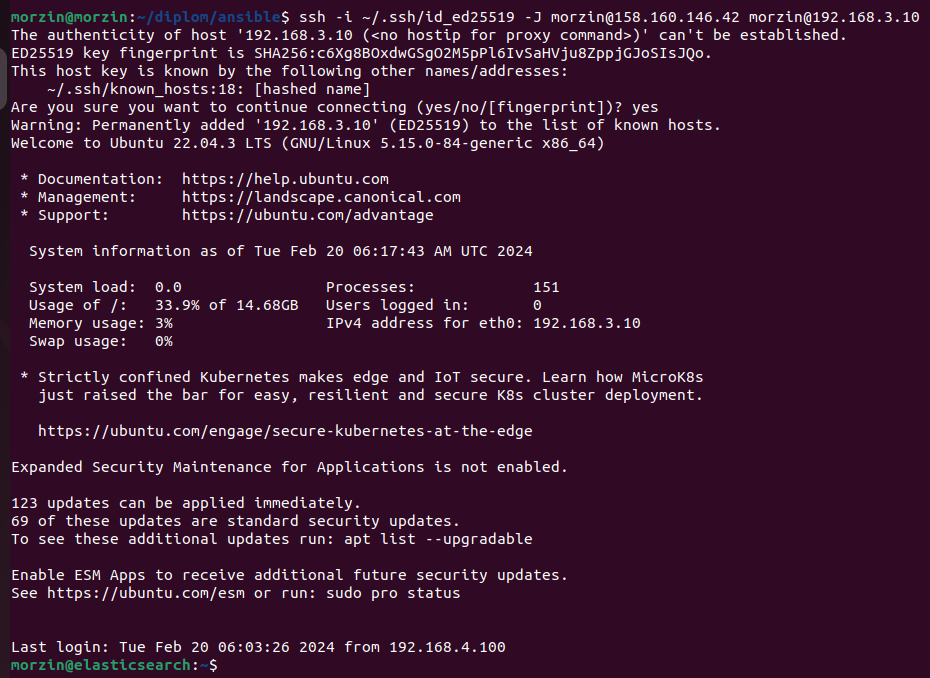 morzin@morzin:~/diplom/ansible$ ssh -i ~/.ssh/id_ed25519 -J morzin@158.160.146.42 morzin@192.168.3.10
The authenticity of host '192.168.3.10 (<no hostip for proxy command>)' can't be established.
ED25519 key fingerprint is SHA256:c6Xg8BOxdwGSgO2M5pPl6IvSaHVju8ZppjGJoSIsJQo.
This host key is known by the following other names/addresses:
    ~/.ssh/known_hosts:18: [hashed name]
Are you sure you want to continue connecting (yes/no/[fingerprint])? yes
Warning: Permanently added '192.168.3.10' (ED25519) to the list of known hosts.
Welcome to Ubuntu 22.04.3 LTS (GNU/Linux 5.15.0-84-generic x86_64)

 * Documentation:  https://help.ubuntu.com
 * Management:     https://landscape.canonical.com
 * Support:        https://ubuntu.com/advantage

  System information as of Tue Feb 20 06:17:43 AM UTC 2024

  System load:  0.0                Processes:             151
  Usage of /:   33.9% of 14.68GB   Users logged in:       0
  Memory usage: 3%                 IPv4 address for eth0: 192.168.3.10
  Swap usage:   0%

 * Strictly confined Kubernetes makes edge and IoT secure. Learn how MicroK8s
   just raised the bar for easy, resilient and secure K8s cluster deployment.

   https://ubuntu.com/engage/secure-kubernetes-at-the-edge

Expanded Security Maintenance for Applications is not enabled.

123 updates can be applied immediately.
69 of these updates are standard security updates.
To see these additional updates run: apt list --upgradable

Enable ESM Apps to receive additional future security updates.
See https://ubuntu.com/esm or run: sudo pro status


Last login: Tue Feb 20 06:03:26 2024 from 192.168.4.100
morzin@elasticsearch:~$